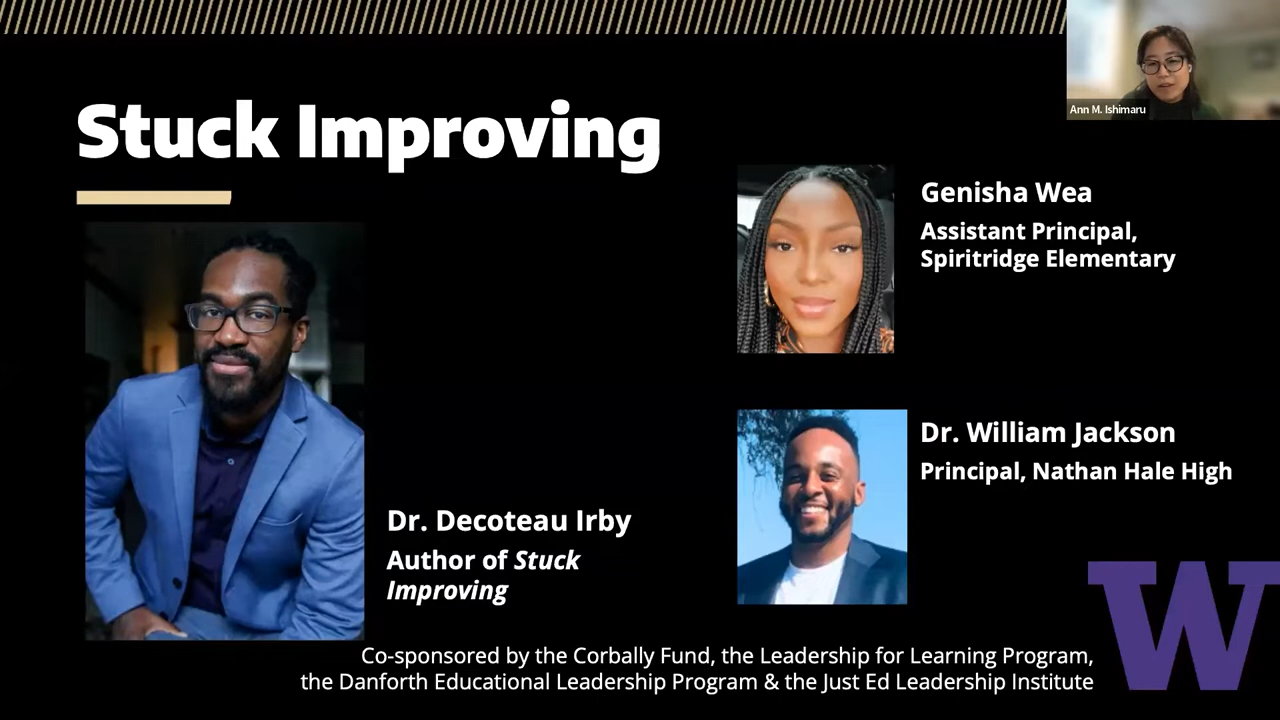 Ann M. Ishimaru
Stuck Improving
Genisha Wea
Assistant Principal,
Spiritridge Elementary
Dr. William Jackson
Principal, Nathan Hale High
Dr. Decoteau Irby
Author of Stuck
Improving
Co-sponsored by the Corbally Fund, the Leadership for Learning Program,
the Danforth Educational Leadership Program & the Just Ed Leadership Institute
W